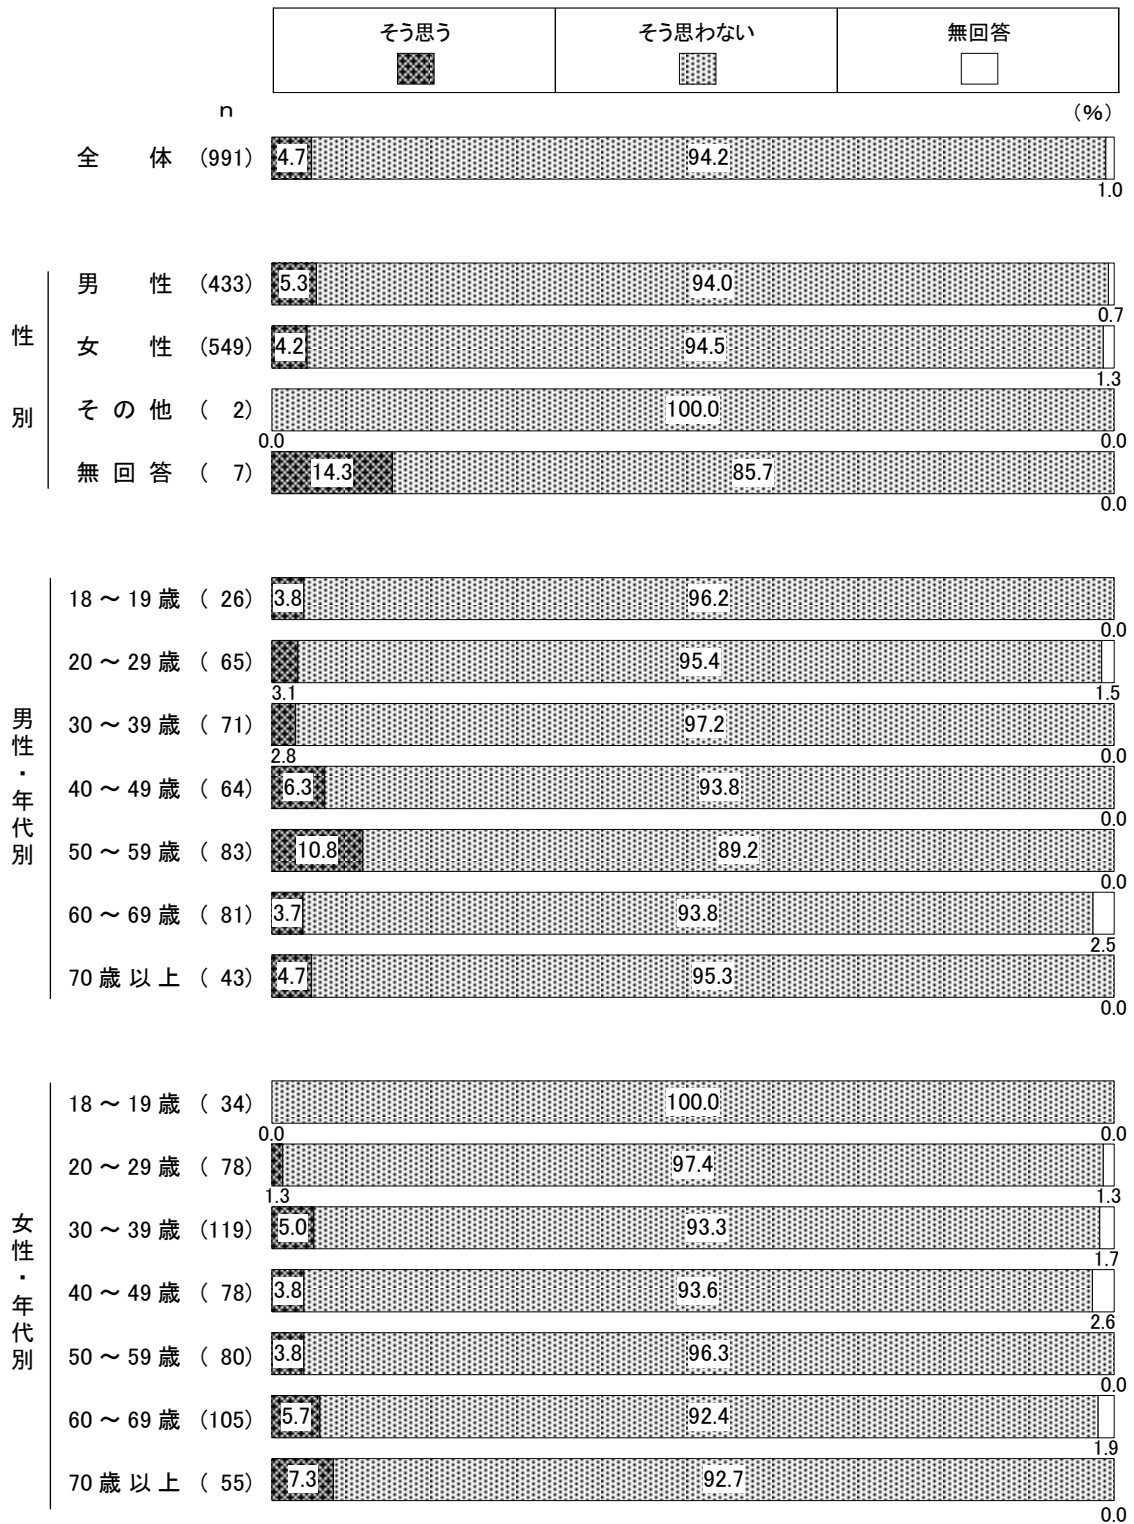 そう思う そう思わない 無回答
n (%)
全体 (991) 4.7 94.2 1.0
性別
男性 (433) 5.3 94.0 0.7
女性 (549) 4.2 94.5 1.3
その他 ( 2) 0.0 100.0 0.0
無回答 ( 7) 14.3 85.7 0.0
男性・年代別
18～19歳 ( 26) 3.8 96.2 0.0
20～29歳 ( 65) 3.1 95.4 1.5
30～39歳 ( 71) 2.8 97.2 0.0
40～49歳 ( 64) 6.3 93.8 0.0
50～59歳 ( 83) 10.8 89.2 0.0
60～69歳 ( 81) 3.7 93.8 2.5
70歳以上 ( 43) 4.7 95.3 0.0
女性・年代別
18～19歳 ( 34) 0.0 100.0 0.0
20～29歳 ( 78) 1.3 97.4 1.3
30～39歳 (119) 5.0 93.3 1.7
40～49歳 ( 78) 3.8 93.6 2.6
50～59歳 ( 80) 3.8 96.3 0.0
60～69歳 (105) 5.7 92.4 1.9
70歳以上 ( 55) 7.3 92.7 0.0